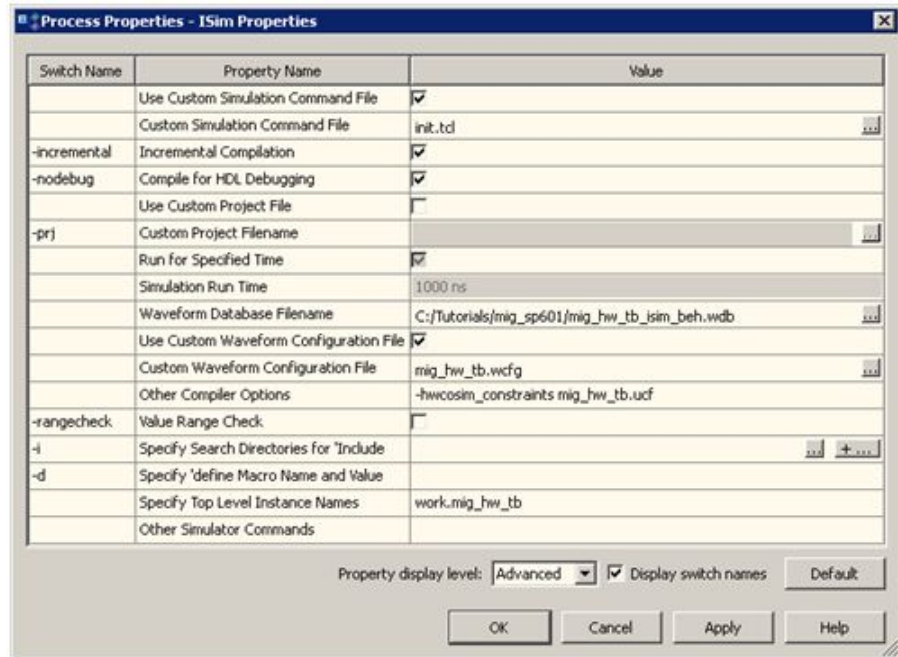 Process Properties - ISim Properties
Switch Name Property Name Value
Use Custom Simulation Command File
Custom Simulation Command File init.tcl ...
-incremental Incremental Compilation
-nodebug Compile for HDL Debugging
Use Custom Project File
-prj Custom Project Filename ...
Run for Specified Time
Simulation Run Time 1000 ns
Waveform Database Filename C:/Tutorials/mig_sp601/mig_hw_tb_isim_beh.wdb ...
Use Custom Waveform Configuration File
Custom Waveform Configuration File mig_hw_tb.wcfg ...
Other Compiler Options -hwcosim_constraints mig_hw_tb.ucf
-rangecheck Value Range Check
-i Specify Search Directories for 'Include ... + ...
-d Specify 'define Macro Name and Value
Specify Top Level Instance Names work.mig_hw_tb
Other Simulator Commands
Property display level: Advanced Display switch names Default
OK Cancel Apply Help